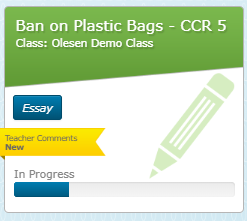 Ban on Plastic Bags - CCR 5
Class: Olesen Demo Class
Essay
Teacher Comments
New
In Progress